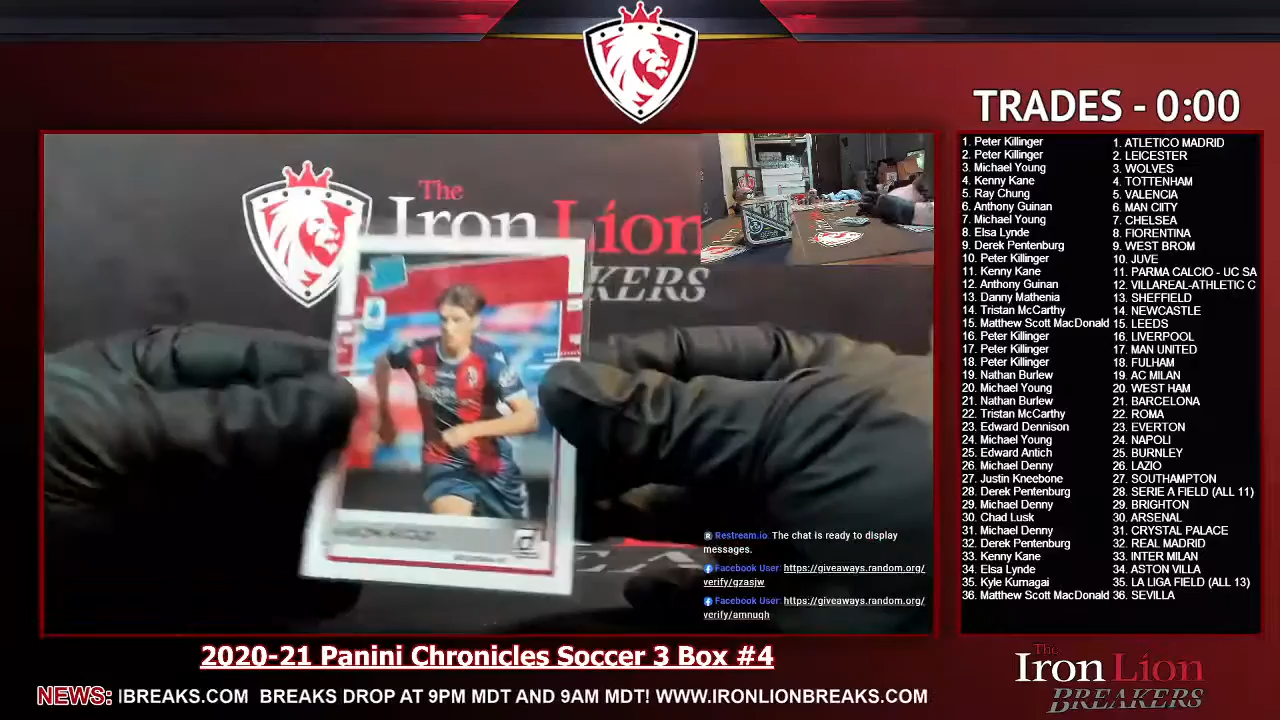 TRADES - 0:00
1. Peter Killinger 1. ATLETICO MADRID
2. Peter Killinger 2. LEICESTER
3. Michael Young 3. WOLVES
4. Kenny Kane 4. TOTTENHAM
5. Ray Chung 5. VALENCIA
6. Anthony Guinan 6. MAN CITY
7. Michael Young 7. CHELSEA
8. Elsa Lynde 8. FIORENTINA
9. Derek Pentenburg 9. WEST BROM
10. Peter Killinger 10. JUVE
11. Kenny Kane 11. PARMA CALCIO - UC SA
12. Anthony Guinan 12. VILLAREAL-ATHLETIC C
13. Danny Mathenia 13. SHEFFIELD
14. Tristan McCarthy 14. NEWCASTLE
15. Matthew Scott MacDonald 15. LEEDS
16. Peter Killinger 16. LIVERPOOL
17. Peter Killinger 17. MAN UNITED
18. Peter Killinger 18. FULHAM
19. Nathan Burlew 19. AC MILAN
20. Michael Young 20. WEST HAM
21. Nathan Burlew 21. BARCELONA
22. Tristan McCarthy 22. ROMA
23. Edward Dennison 23. EVERTON
24. Michael Young 24. NAPOLI
25. Edward Antich 25. BURNLEY
26. Michael Denny 26. LAZIO
27. Justin Kneebone 27. SOUTHAMPTON
28. Derek Pentenburg 28. SERIE A FIELD (ALL 11)
29. Michael Denny 29. BRIGHTON
30. Chad Lusk 30. ARSENAL
31. Michael Denny 31. CRYSTAL PALACE
32. Derek Pentenburg 32. REAL MADRID
33. Kenny Kane 33. INTER MILAN
34. Elsa Lynde 34. ASTON VILLA
35. Kyle Kumagai 35. LA LIGA FIELD (ALL 13)
36. Matthew Scott MacDonald 36. SEVILLA
The
Iron Lion
KERS
Restream.io: The chat is ready to display
messages.
Facebook User: https://giveaways.random.org/
verify/gzasjw
Facebook User: https://giveaways.random.org/
verify/amnuqh
2020-21 Panini Chronicles Soccer 3 Box #4
The
Iron Lion
BREAKERS
NEWS: IBREAKS.COM BREAKS DROP AT 9PM MDT AND 9AM MDT! WWW.IRONLIONBREAKS.COM